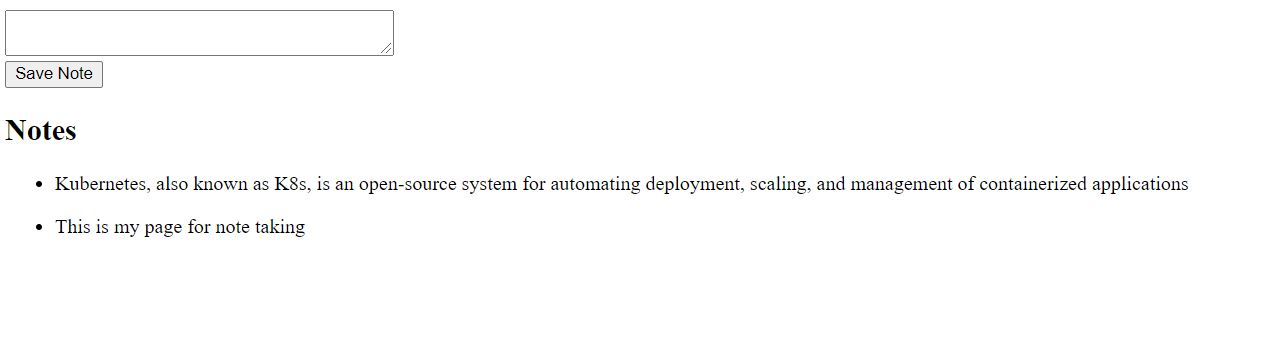 Save Note
Notes
Kubernetes, also known as K8s, is an open-source system for automating deployment, scaling, and management of containerized applications
This is my page for note taking